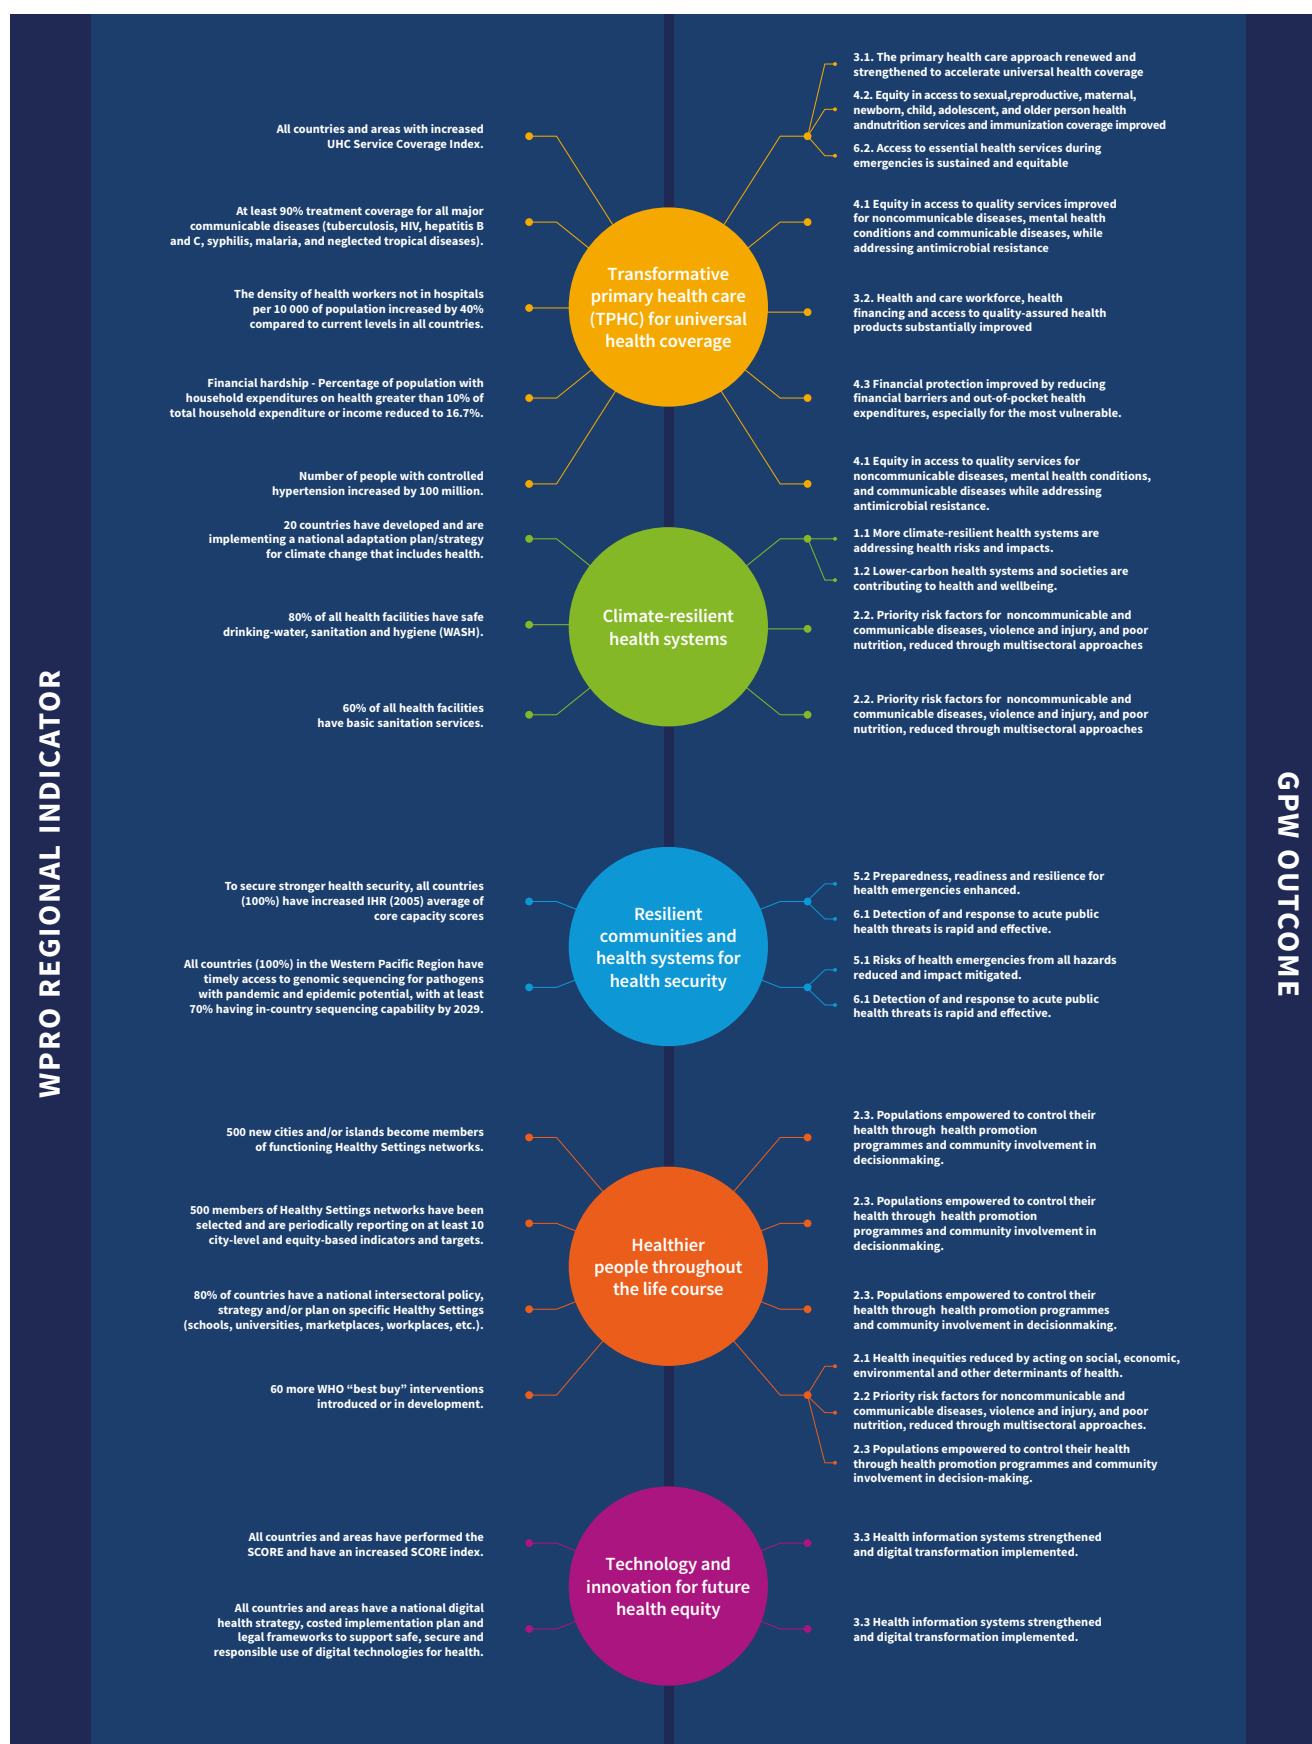 WPRO REGIONAL INDICATOR
All countries and areas with increased
UHC Service Coverage Index.
At least 90% treatment coverage for all major
communicable diseases (tuberculosis, HIV, hepatitis B
and C, syphilis, malaria, and neglected tropical diseases).
The density of health workers not in hospitals
per 10 000 of population increased by 40%
compared to current levels in all countries.
Financial hardship - Percentage of population with
household expenditures on health greater than 10% of
total household expenditure or income reduced to 16.7%.
Number of people with controlled
hypertension increased by 100 million.
Transformative
primary health care
(TPHC) for universal
health coverage
3.1. The primary health care approach renewed and
strengthened to accelerate universal health coverage
4.2. Equity in access to sexual,reproductive, maternal,
newborn, child, adolescent, and older person health
andnutrition services and immunization coverage improved
6.2. Access to essential health services during
emergencies is sustained and equitable
4.1 Equity in access to quality services improved
for noncommunicable diseases, mental health
conditions and communicable diseases, while
addressing antimicrobial resistance
3.2. Health and care workforce, health
financing and access to quality-assured health
products substantially improved
4.3 Financial protection improved by reducing
financial barriers and out-of-pocket health
expenditures, especially for the most vulnerable.
4.1 Equity in access to quality services for
noncommunicable diseases, mental health conditions,
and communicable diseases while addressing
antimicrobial resistance.
20 countries have developed and are
implementing a national adaptation plan/strategy
for climate change that includes health.
80% of all health facilities have safe
drinking-water, sanitation and hygiene (WASH).
60% of all health facilities
have basic sanitation services.
Climate-resilient
health systems
1.1 More climate-resilient health systems are
addressing health risks and impacts.
1.2 Lower-carbon health systems and societies are
contributing to health and wellbeing.
2.2. Priority risk factors for  noncommunicable and
communicable diseases, violence and injury, and poor
nutrition, reduced through multisectoral approaches
2.2. Priority risk factors for  noncommunicable and
communicable diseases, violence and injury, and poor
nutrition, reduced through multisectoral approaches
To secure stronger health security, all countries
(100%) have increased IHR (2005) average of
core capacity scores
All countries (100%) in the Western Pacific Region have
timely access to genomic sequencing for pathogens
with pandemic and epidemic potential, with at least
70% having in-country sequencing capability by 2029.
Resilient
communities and
health systems for
health security
5.2 Preparedness, readiness and resilience for
health emergencies enhanced.
6.1 Detection of and response to acute public
health threats is rapid and effective.
5.1 Risks of health emergencies from all hazards
reduced and impact mitigated.
6.1 Detection of and response to acute public
health threats is rapid and effective.
500 new cities and/or islands become members
of functioning Healthy Settings networks.
500 members of Healthy Settings networks have been
selected and are periodically reporting on at least 10
city-level and equity-based indicators and targets.
80% of countries have a national intersectoral policy,
strategy and/or plan on specific Healthy Settings
(schools, universities, marketplaces, workplaces, etc.).
60 more WHO “best buy” interventions
introduced or in development.
Healthier
people throughout
the life course
2.3. Populations empowered to control their
health through  health promotion
programmes and community involvement in
decisionmaking.
2.3. Populations empowered to control their
health through  health promotion
programmes and community involvement in
decisionmaking.
2.3. Populations empowered to control their
health through  health promotion programmes
and community involvement in decisionmaking.
2.1 Health inequities reduced by acting on social, economic,
environmental and other determinants of health.
2.2 Priority risk factors for noncommunicable and
communicable diseases, violence and injury, and poor
nutrition, reduced through multisectoral approaches.
2.3 Populations empowered to control their health
through health promotion programmes and community
involvement in decision-making.
All countries and areas have performed the
SCORE and have an increased SCORE index.
All countries and areas have a national digital
health strategy, costed implementation plan and
legal frameworks to support safe, secure and
responsible use of digital technologies for health.
Technology and
innovation for future
health equity
3.3 Health information systems strengthened
and digital transformation implemented.
3.3 Health information systems strengthened
and digital transformation implemented.
GPW OUTCOME